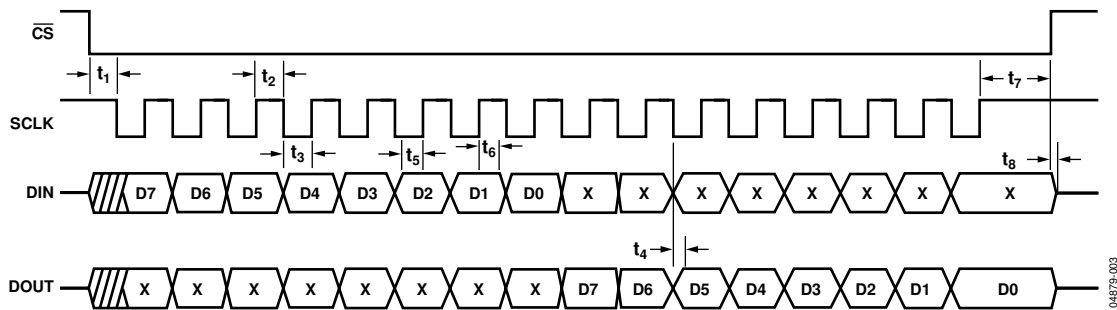 CS
t1
t2
t7
SCLK
t3
t5
t6
t8
DIN
D7 D6 D5 D4 D3 D2 D1 D0 X X X X X X X X
t4
DOUT
X X X X X X X X D7 D6 D5 D4 D3 D2 D1 D0
04879-003